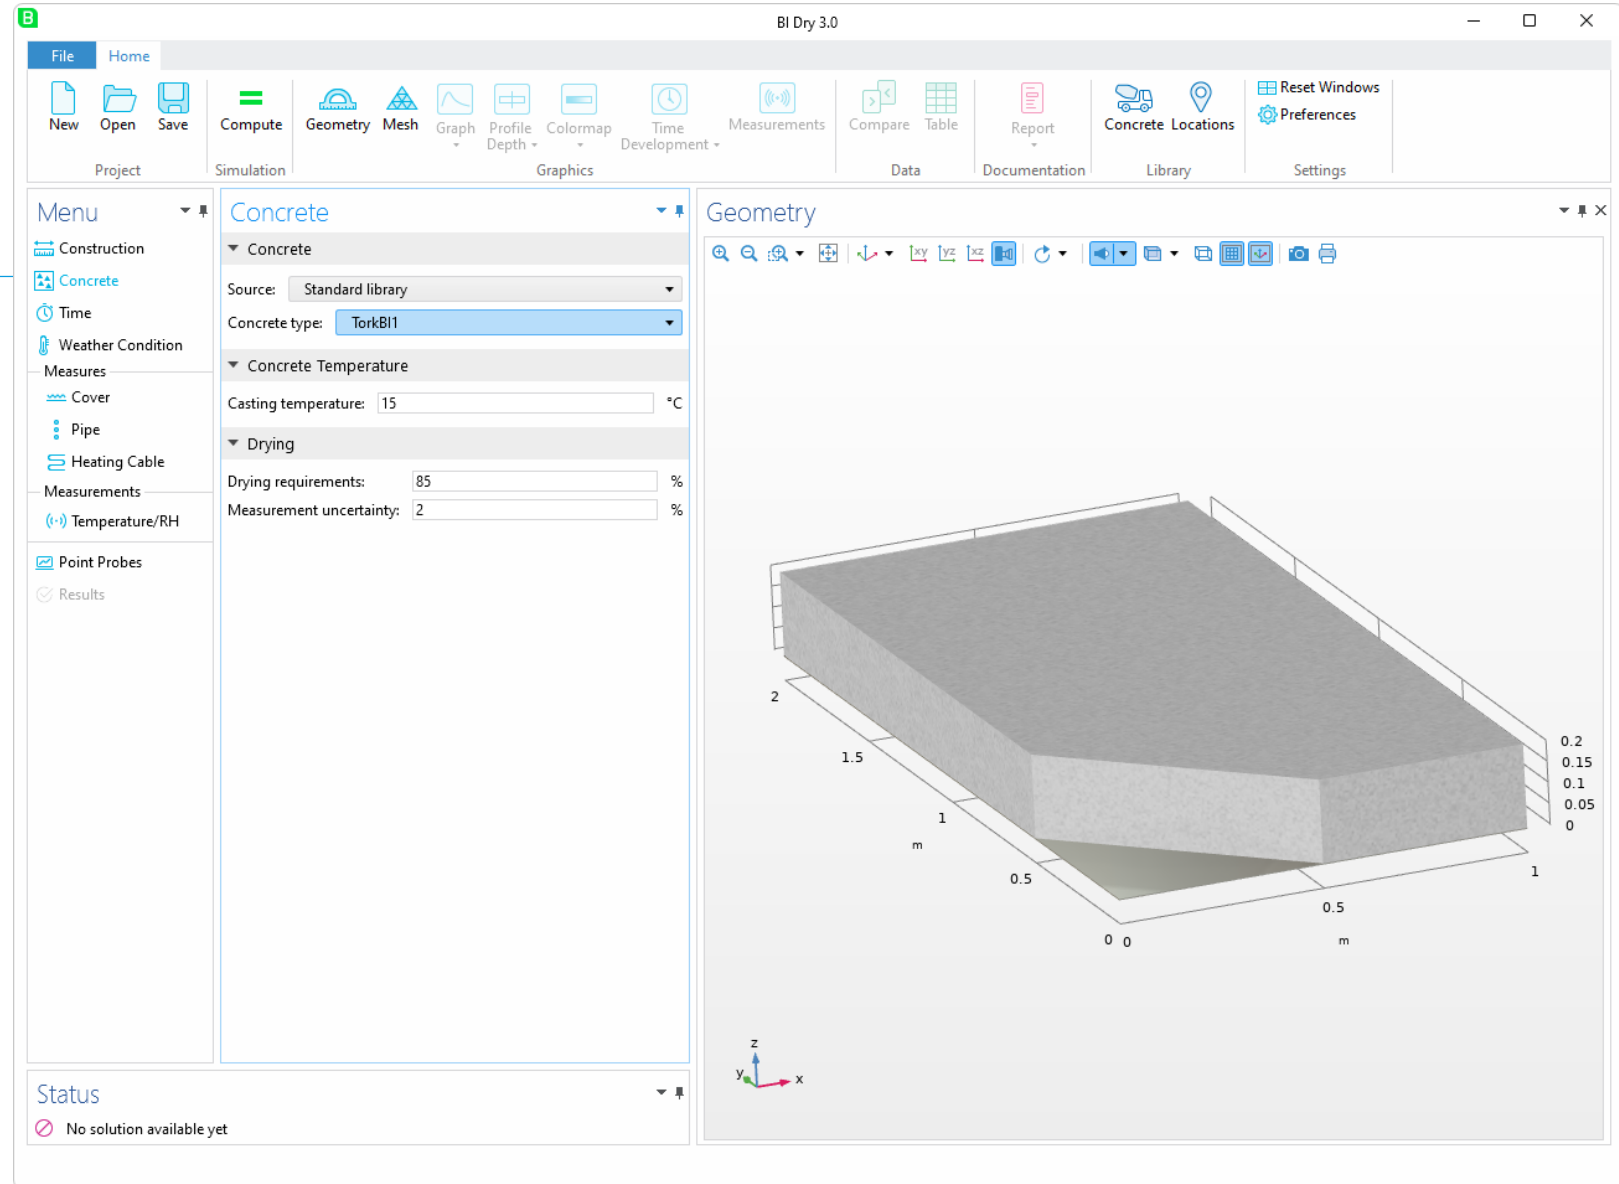 B
BI Dry 3.0
File Home
New Open Save Compute Geometry Mesh Graph Profile Depth Colormap Time Development Measurements Compare Table Report Concrete Locations
Reset Windows
Preferences
Project Simulation Graphics Data Documentation Library Settings
Menu
Construction
Concrete
Time
Weather Condition
Measures
Cover
Pipe
Heating Cable
Measurements
Temperature/RH
Point Probes
Results
Concrete
Concrete
Source: Standard library
Concrete type: TorkBI1
Concrete Temperature
Casting temperature: 15 °C
Drying
Drying requirements: 85 %
Measurement uncertainty: 2 %
Geometry
xy yz xz
2
1.5
1
m
0.5
0 0
0.5
m
1
0.2
0.15
0.1
0.05
0
z
y x
Status
No solution available yet